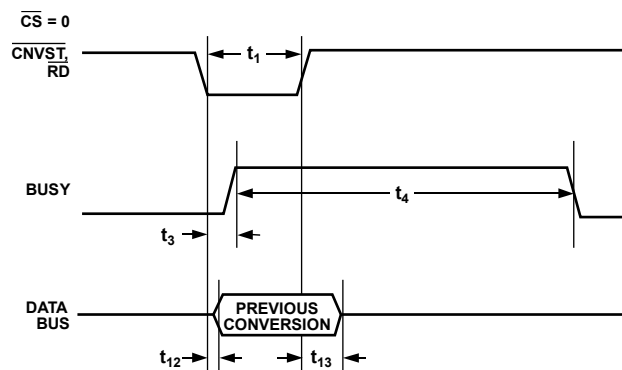 CS = 0
CNVST,
RD
t1
BUSY
t4
t3
DATA
BUS
PREVIOUS
CONVERSION
t12
t13